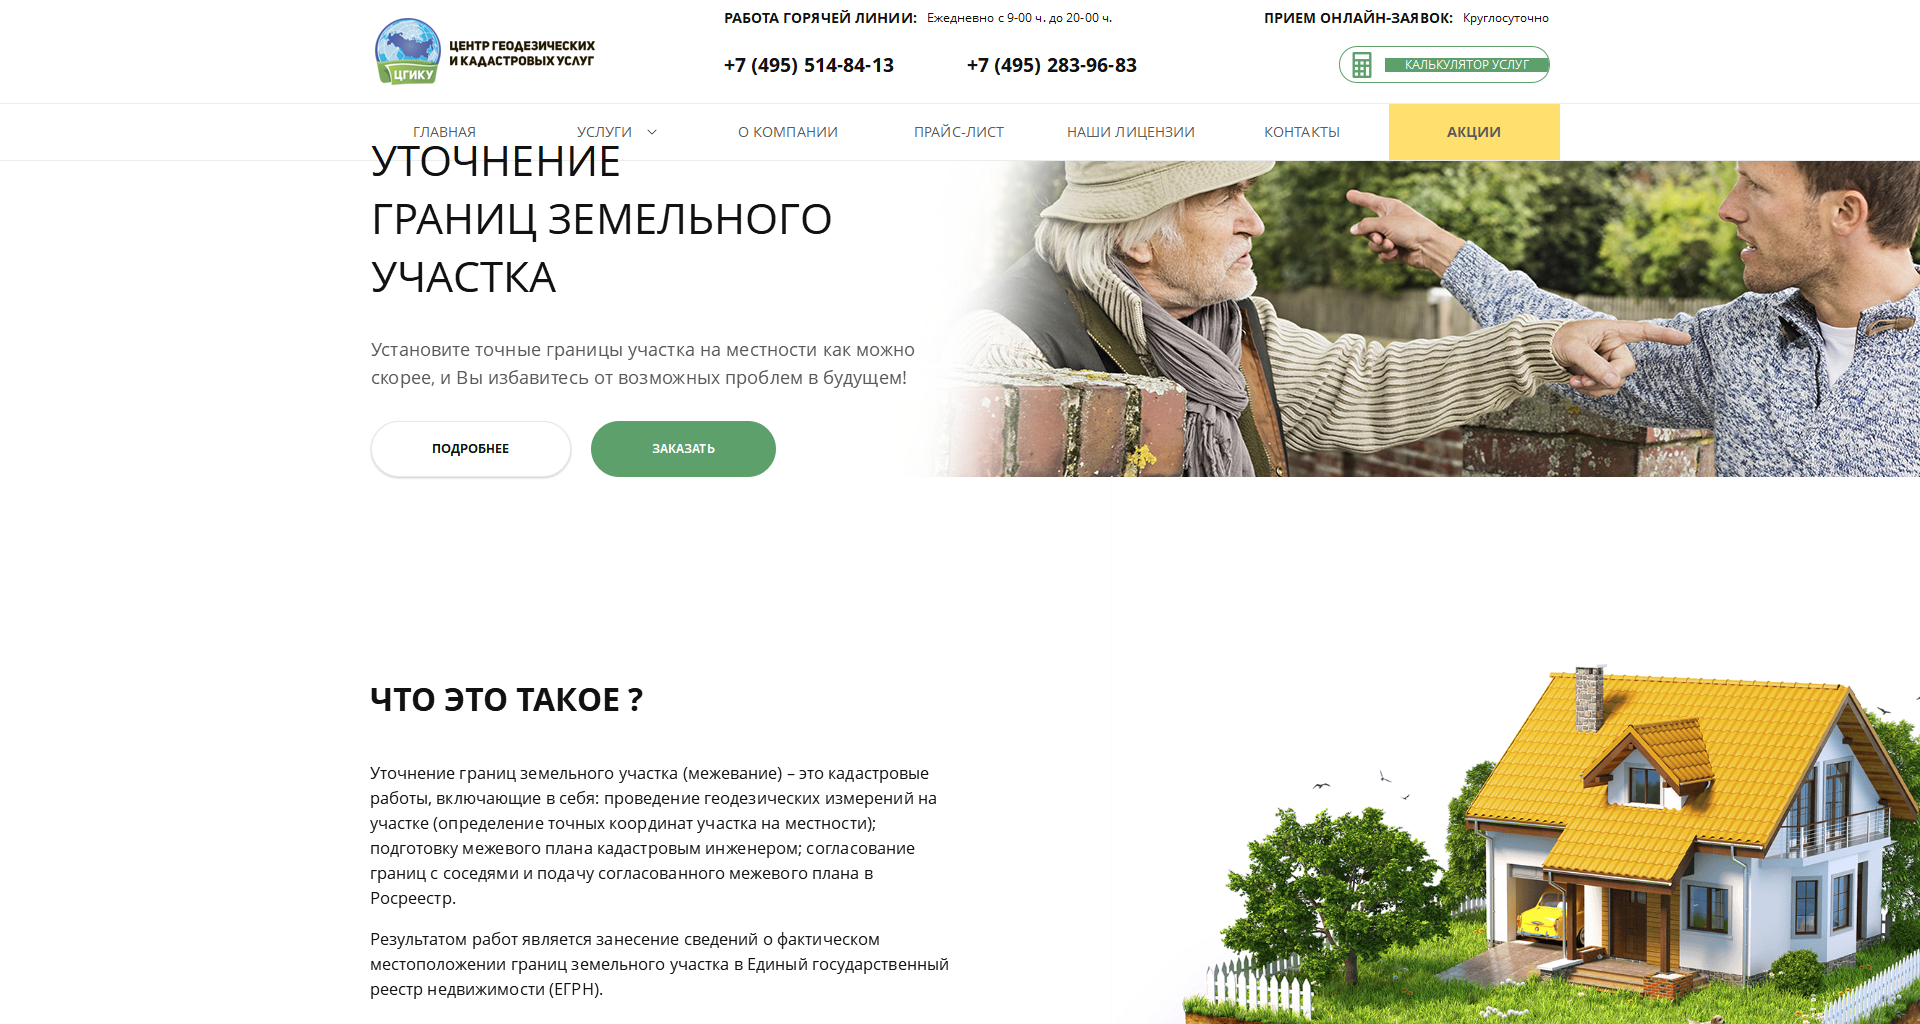 ЦГИКУ
ЦЕНТР ГЕОДЕЗИЧЕСКИХ
И КАДАСТРОВЫХ УСЛУГ
РАБОТА ГОРЯЧЕЙ ЛИНИИ: Ежедневно с 9-00 ч. до 20-00 ч.
+7 (495) 514-84-13 +7 (495) 283-96-83
ПРИЕМ ОНЛАЙН-ЗАЯВОК: Круглосуточно
КАЛЬКУЛЯТОР УСЛУГ
ГЛАВНАЯ УСЛУГИ О КОМПАНИИ ПРАЙС-ЛИСТ НАШИ ЛИЦЕНЗИИ КОНТАКТЫ АКЦИИ
УТОЧНЕНИЕ
ГРАНИЦ ЗЕМЕЛЬНОГО
УЧАСТКА
Установите точные границы участка на местности как можно
скорее, и Вы избавитесь от возможных проблем в будущем!
ПОДРОБНЕЕ ЗАКАЗАТЬ
ЧТО ЭТО ТАКОЕ ?
Уточнение границ земельного участка (межевание) – это кадастровые
работы, включающие в себя: проведение геодезических измерений на
участке (определение точных координат участка на местности);
подготовку межевого плана кадастровым инженером; согласование
границ с соседями и подачу согласованного межевого плана в
Росреестр.
Результатом работ является занесение сведений о фактическом
местоположении границ земельного участка в Единый государственный
реестр недвижимости (ЕГРН).